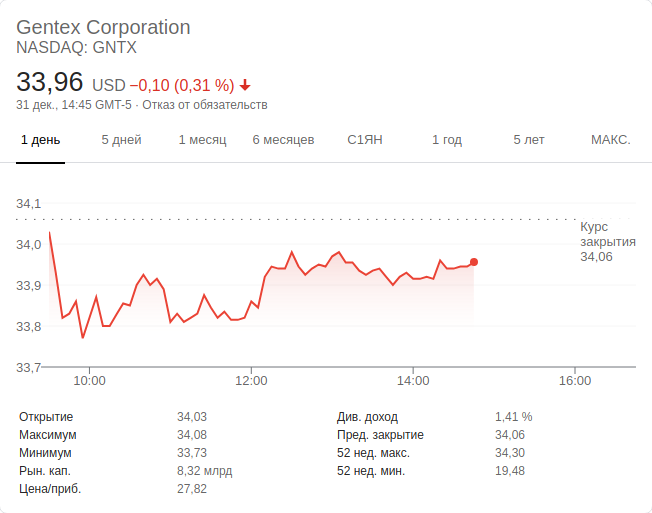 Gentex Corporation
NASDAQ: GNTX
33,96 USD −0,10 (0,31 %)
31 дек., 14:45 GMT-5 · Отказ от обязательств
1 день 5 дней 1 месяц 6 месяцев С1ЯН 1 год 5 лет МАКС.
34,1
34,0
33,9
33,8
33,7
Курс
закрытия
34,06
10:00 12:00 14:00 16:00
Открытие 34,03 Див. доход 1,41 %
Максимум 34,08 Пред. закрытие 34,06
Минимум 33,73 52 нед. макс. 34,30
Рын. кап. 8,32 млрд 52 нед. мин. 19,48
Цена/приб. 27,82